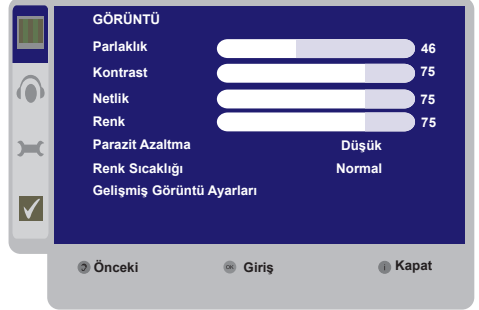 GÖRÜNTÜ
Parlaklık 46
Kontrast 75
Netlik 75
Renk 75
Parazit Azaltma Düşük
Renk Sıcaklığı Normal
Gelişmiş Görüntü Ayarları
Önceki OK Giriş i Kapat